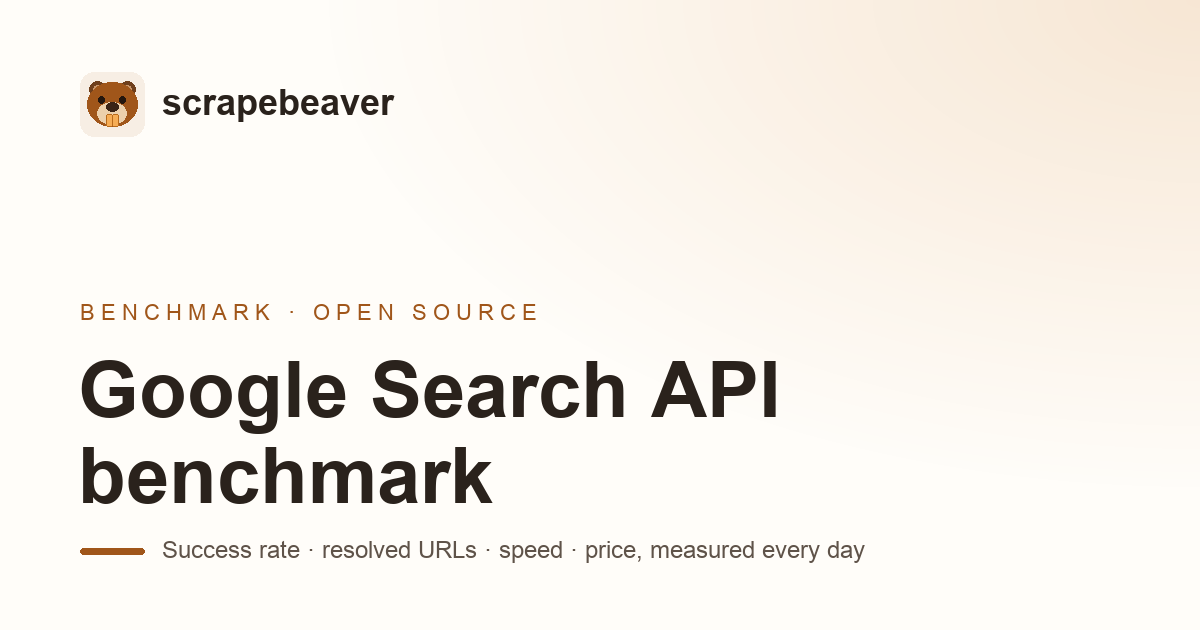 scrapebeaver
BENCHMARK · OPEN SOURCE
Google Search API
benchmark
Success rate · resolved URLs · speed · price, measured every day